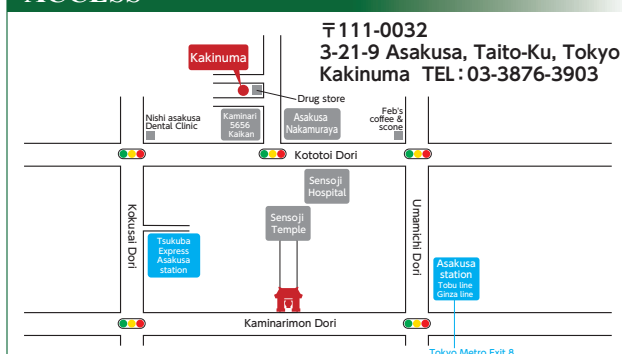 ACCESS
〒111-0032
3-21-9 Asakusa, Taito-Ku, Tokyo
Kakinuma TEL:03-3876-3903
Kakinuma
Drug store
Nishi asakusa
Dental Clinic
Kaminari
5656
Kaikan
Asakusa
Nakamuraya
Feb's
coffee &
scone
Kototoi Dori
Sensoji
Hospital
Sensoji
Temple
Kokusai Dori
Tsukuba
Express
Asakusa
station
Umamichi Dori
Asakusa
station
Tobu line
Ginza line
Kaminarimon Dori
Tokyo Metro Exit 8